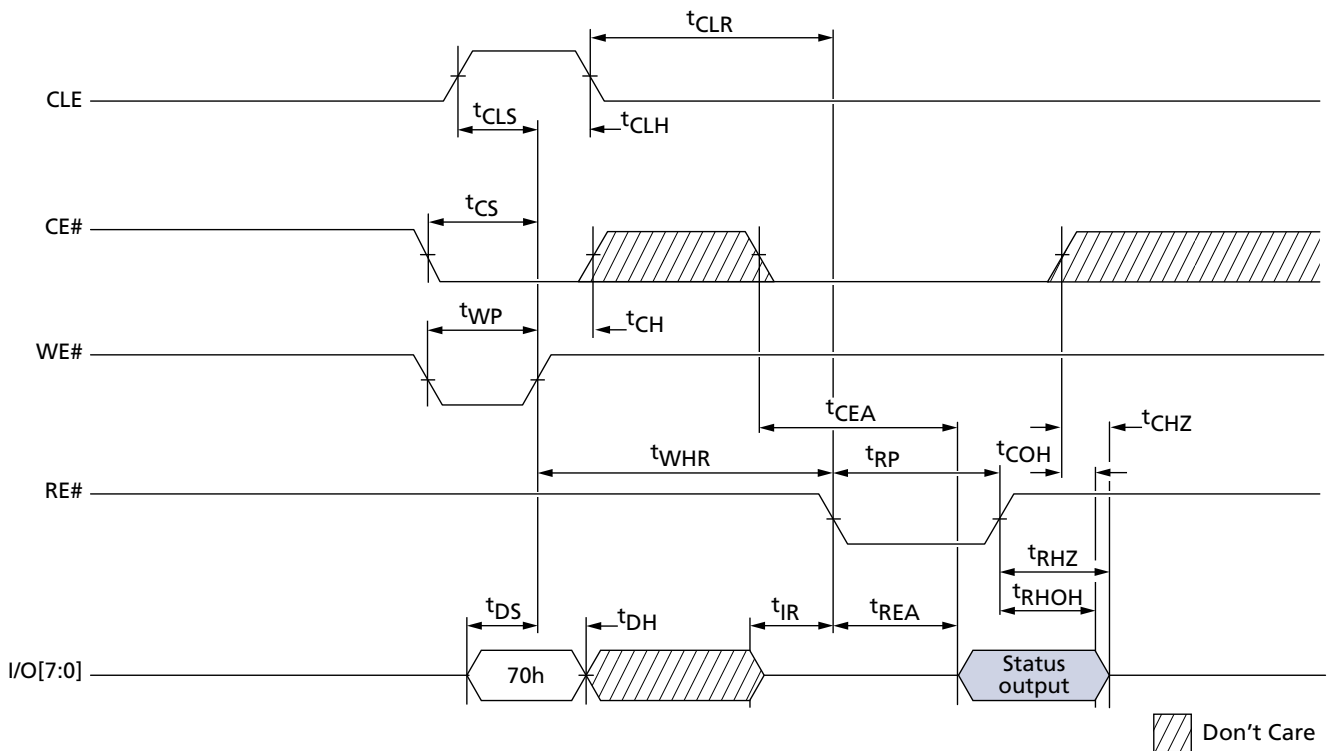 tCLR
CLE
tCLS
tCLH
tCS
CE#
tWP
tCH
WE#
tCEA
tCHZ
tWHR
tRP
tCOH
RE#
tRHZ
tRHOH
tDS
tDH
tIR
tREA
I/O[7:0]
70h
Status
output
Don't Care